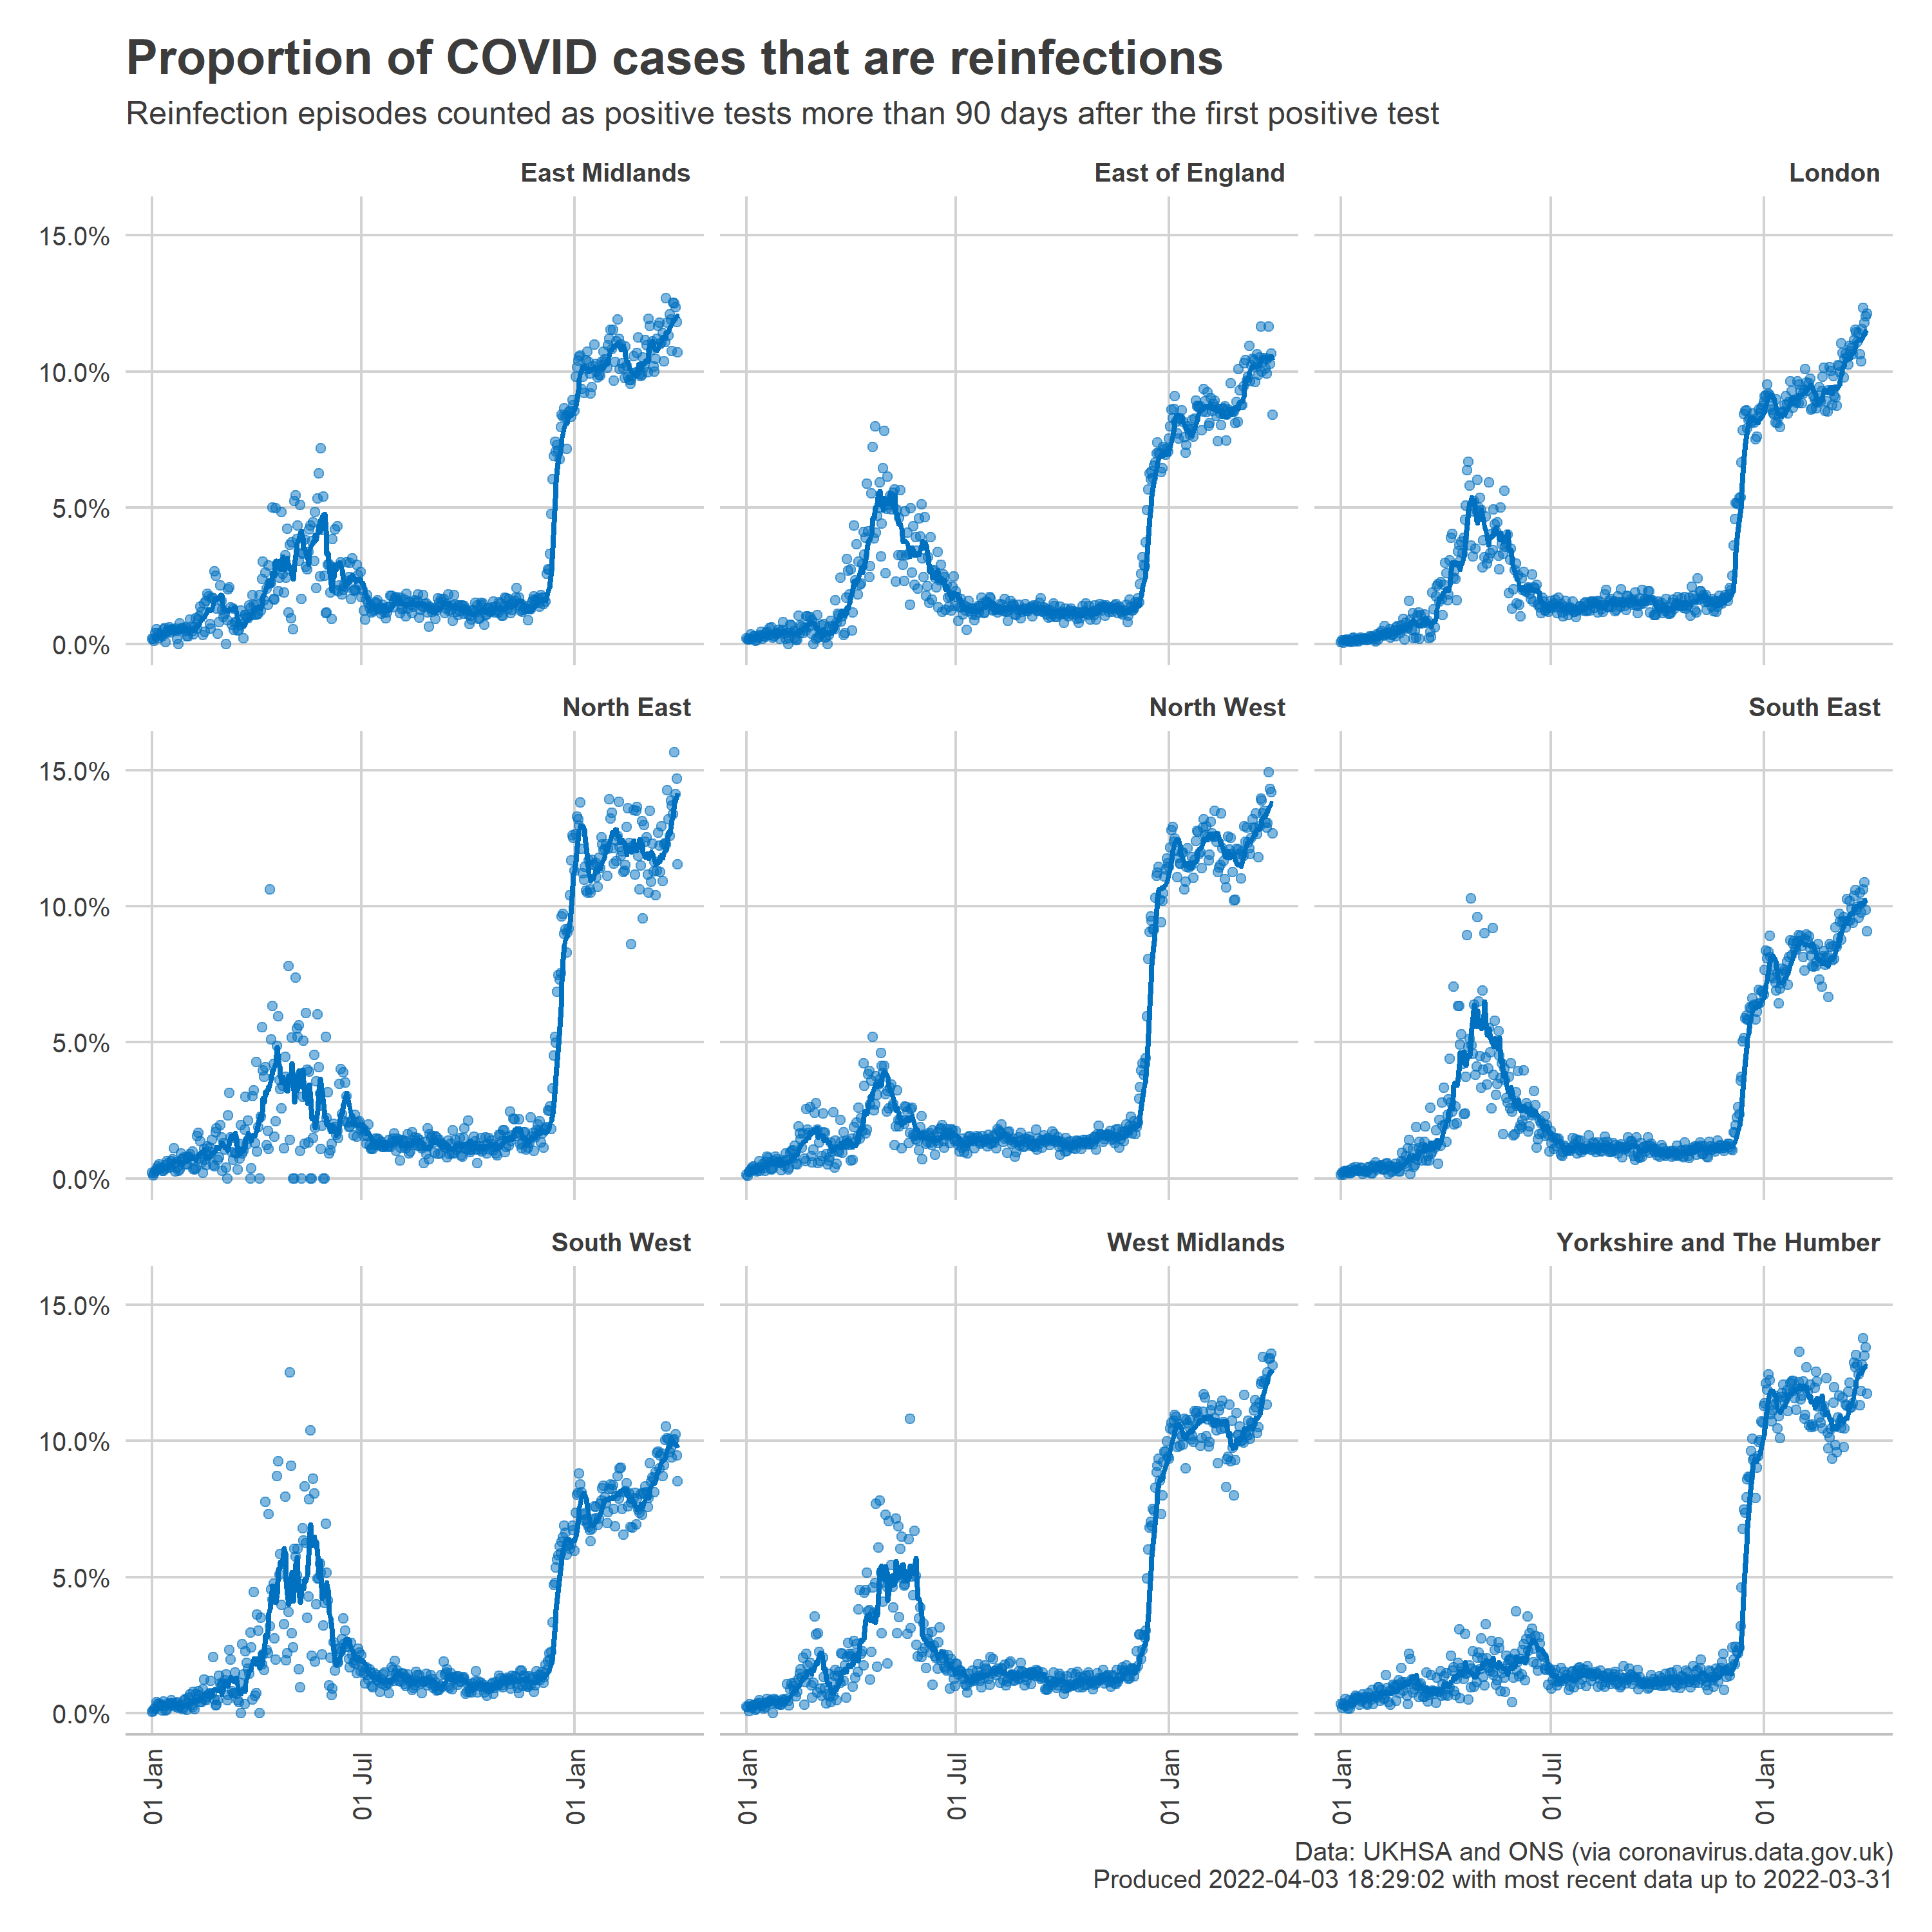 Proportion of COVID cases that are reinfections
Reinfection episodes counted as positive tests more than 90 days after the first positive test
East Midlands
East of England
London
15.0%
10.0%
5.0%
0.0%
North East
North West
South East
15.0%
10.0%
5.0%
0.0%
South West
West Midlands
Yorkshire and The Humber
15.0%
10.0%
5.0%
0.0%
01 Jan
01 Jul
01 Jan
01 Jan
01 Jul
01 Jan
01 Jan
01 Jul
01 Jan
Data: UKHSA and ONS (via coronavirus.data.gov.uk)
Produced 2022-04-03 18:29:02 with most recent data up to 2022-03-31